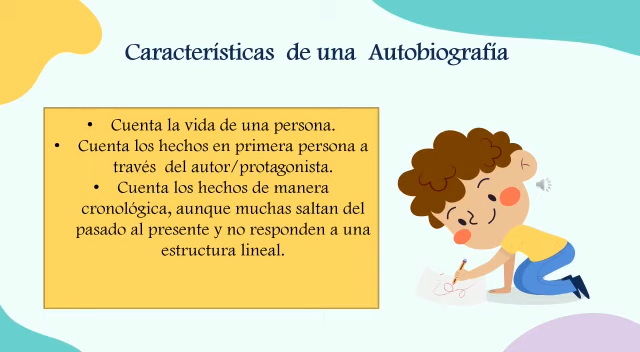 Características de una Autobiografía
• Cuenta la vida de una persona.
• Cuenta los hechos en primera persona a
través del autor/protagonista.
• Cuenta los hechos de manera
cronológica, aunque muchas saltan del
pasado al presente y no responden a una
estructura lineal.